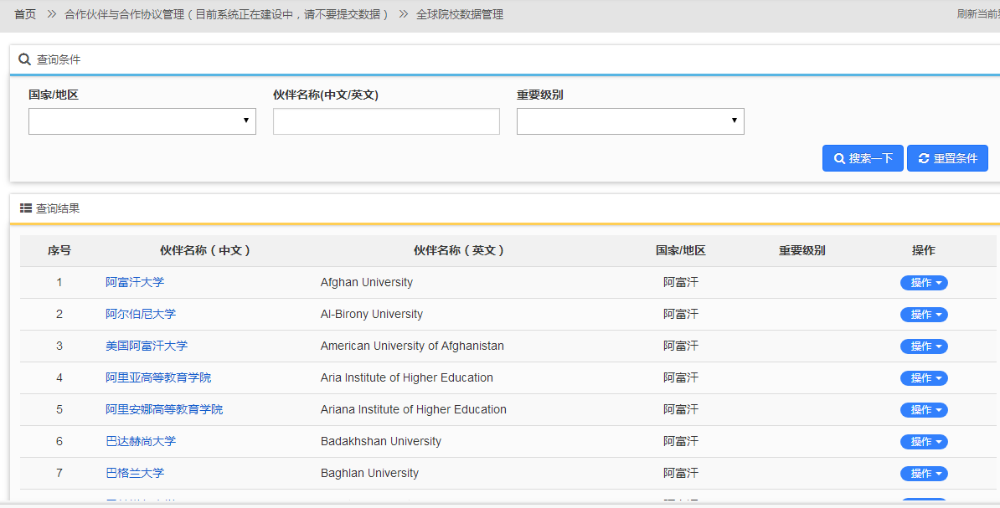 首页 >> 合作伙伴与合作协议管理（目前系统正在建设中，请不要提交数据） >> 全球院校数据管理 刷新当前
查询条件
国家/地区 伙伴名称(中文/英文) 重要级别
搜索一下 重置条件
查询结果
序号 伙伴名称（中文） 伙伴名称（英文） 国家/地区 重要级别 操作
1 阿富汗大学 Afghan University 阿富汗 操作
2 阿尔伯尼大学 Al-Birony University 阿富汗 操作
3 美国阿富汗大学 American University of Afghanistan 阿富汗 操作
4 阿里亚高等教育学院 Aria Institute of Higher Education 阿富汗 操作
5 阿里安娜高等教育学院 Ariana Institute of Higher Education 阿富汗 操作
6 巴达赫尚大学 Badakhshan University 阿富汗 操作
7 巴格兰大学 Baghlan University 阿富汗 操作